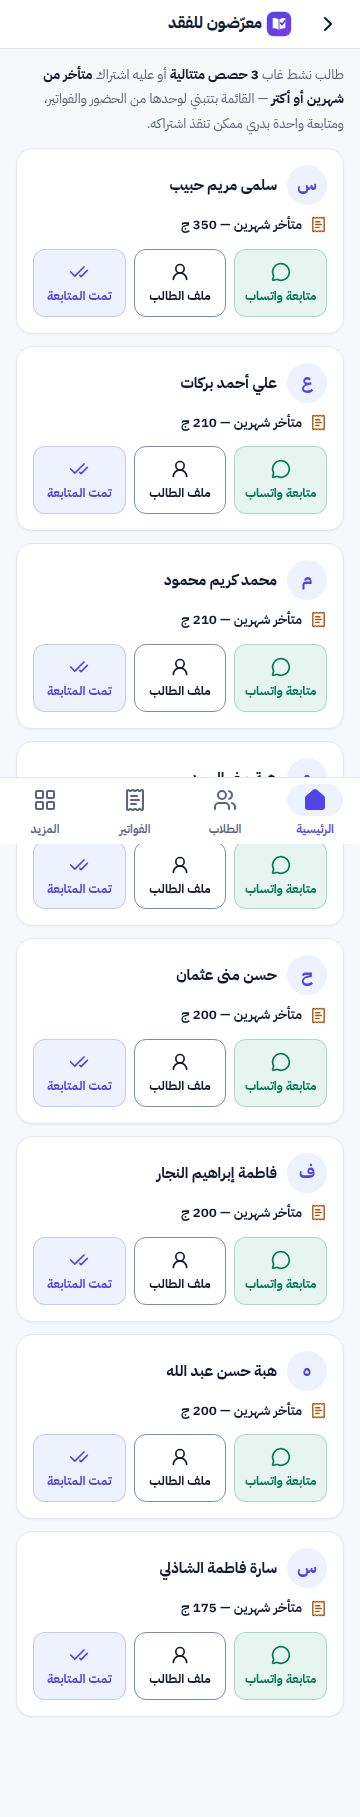 معرّضون للفقد
طالب نشط غاب 3 حصص متتالية أو عليه اشتراك متأخر من
شهرين أو أكتر — القائمة بتتبني لوحدها من الحضور والفواتير،
ومتابعة واحدة بدري ممكن تنقذ اشتراكه.
س
سلمى مريم حبيب
متأخر شهرين — 350 ج
متابعة واتساب
ملف الطالب
تمت المتابعة
ع
علي أحمد بركات
متأخر شهرين — 210 ج
متابعة واتساب
ملف الطالب
تمت المتابعة
م
محمد كريم محمود
متأخر شهرين — 210 ج
متابعة واتساب
ملف الطالب
تمت المتابعة
الرئيسية
الطلاب
الفواتير
المزيد
متابعة واتساب
ملف الطالب
تمت المتابعة
ح
حسن منى عثمان
متأخر شهرين — 200 ج
متابعة واتساب
ملف الطالب
تمت المتابعة
ف
فاطمة إبراهيم النجار
متأخر شهرين — 200 ج
متابعة واتساب
ملف الطالب
تمت المتابعة
ه
هبة حسن عبد الله
متأخر شهرين — 200 ج
متابعة واتساب
ملف الطالب
تمت المتابعة
س
سارة فاطمة الشاذلي
متأخر شهرين — 175 ج
متابعة واتساب
ملف الطالب
تمت المتابعة